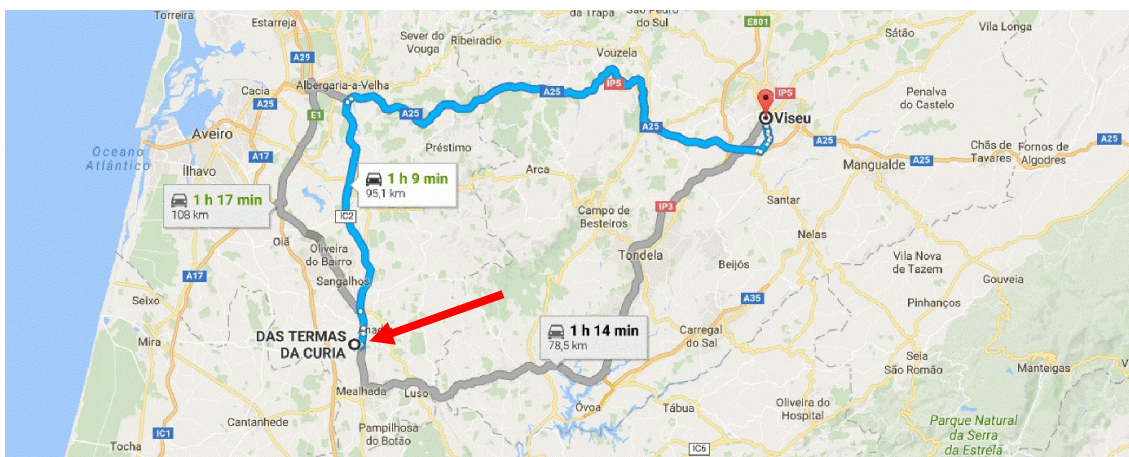 Torreira
Estarreja
da Trapa
São Pedro
do Sul
E801
Sátão
Vila Longa
Sever do
Vouga
Ribeiradio
Vouzela
A29
Albergaria-a-Velha
Cacia
A25
E1
A25
IP5
IP5
Penalva
do Castelo
Viseu
A25
A25
A25
Aveiro
Oceano
Atlântico
Ílhavo
A17
Préstimo
Arca
Mangualde
Chãs de
Tavares
Fornos de
Algodres
1 h 17 min
108 km
1 h 9 min
95,1 km
IC2
IP3
Santar
Campo de
Besteiros
Oiã
Oliveira
do Bairro
Sangalhos
Tondela
Nelas
Beijós
Vila Nova
de Tazem
Gouveia
A17
Seixo
A35
Pinhanços
Mira
DAS TERMAS
DA CURIA
1 h 14 min
78,5 km
Carregal
do Sal
Seia
São Romão
Manteigas
Mealhada
Luso
Óvoa
Tábua
Oliveira do
Hospital
Cantanhede
Pampilhosa
do Botão
IC1
Tocha
IC6
Parque Natural
da Serra
da Estrela